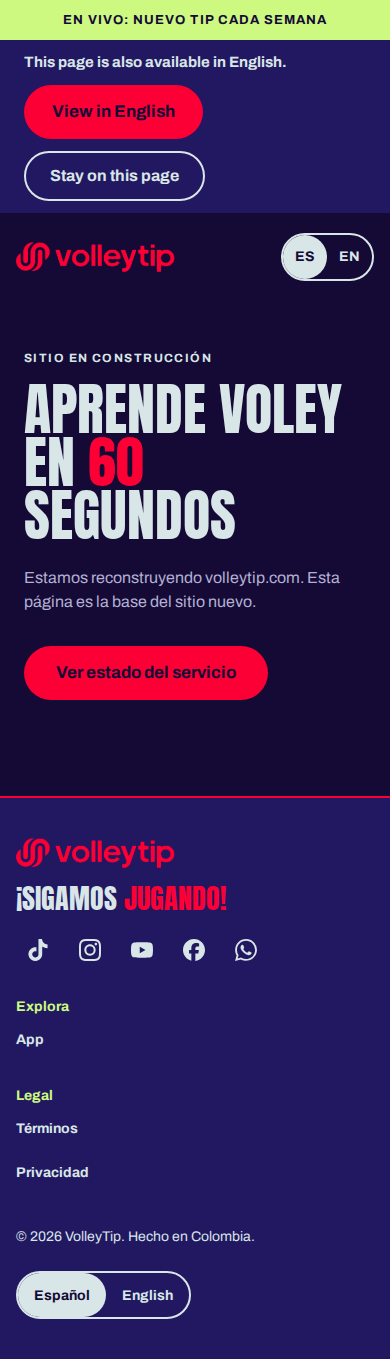 EN VIVO: NUEVO TIP CADA SEMANA
This page is also available in English.
View in English
Stay on this page
volleytip
ES EN
SITIO EN CONSTRUCCIÓN
APRENDE VOLEY
EN 60
SEGUNDOS
Estamos reconstruyendo volleytip.com. Esta
página es la base del sitio nuevo.
Ver estado del servicio
volleytip
¡SIGAMOS JUGANDO!
Explora
App
Legal
Términos
Privacidad
© 2026 VolleyTip. Hecho en Colombia.
Español English